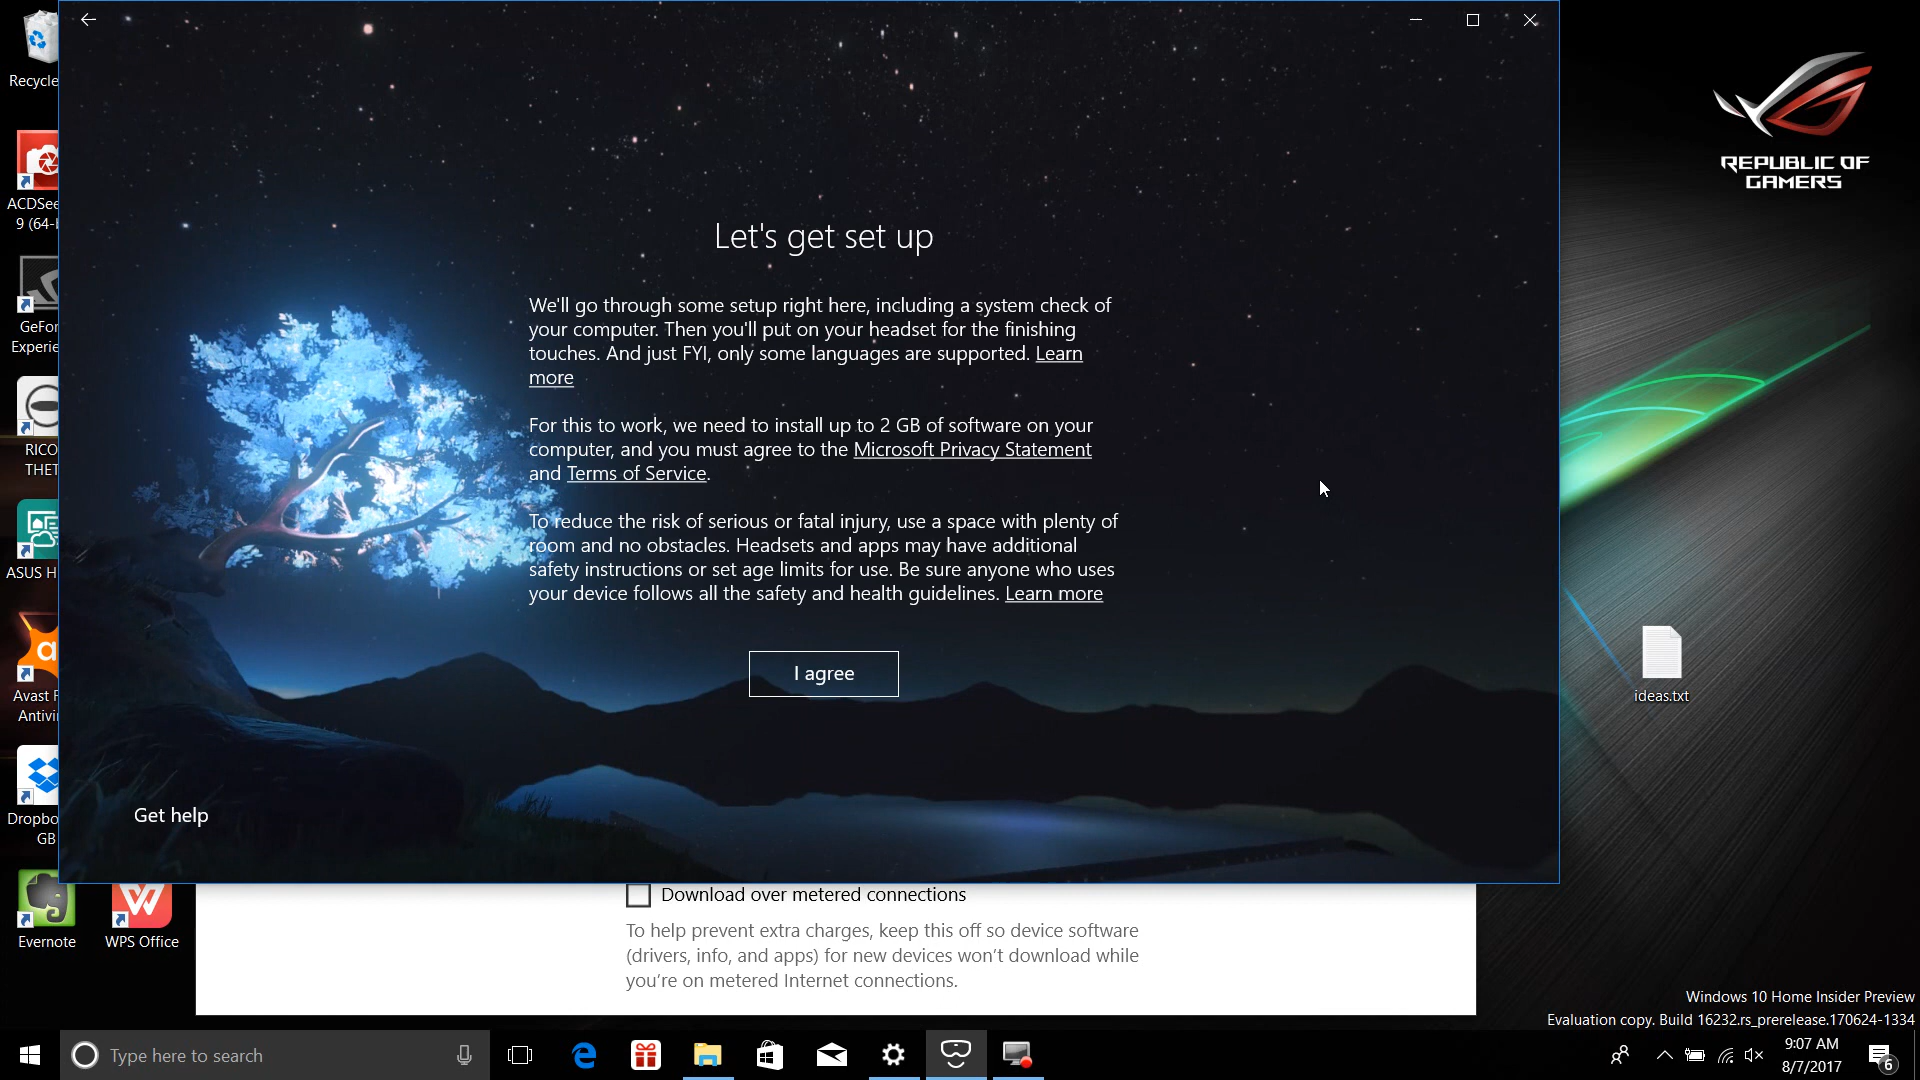 Recycle
ACDSee
9 (64-b
GeFor
Experie
RICO
THET
ASUS H
Avast F
Antivi
Dropbo
GB
Evernote
WPS Office
Let's get set up
We'll go through some setup right here, including a system check of
your computer. Then you'll put on your headset for the finishing
touches. And just FYI, only some languages are supported. Learn
more
For this to work, we need to install up to 2 GB of software on your
computer, and you must agree to the Microsoft Privacy Statement
and Terms of Service.
To reduce the risk of serious or fatal injury, use a space with plenty of
room and no obstacles. Headsets and apps may have additional
safety instructions or set age limits for use. Be sure anyone who uses
your device follows all the safety and health guidelines. Learn more
I agree
Get help
Download over metered connections
To help prevent extra charges, keep this off so device software
(drivers, info, and apps) for new devices won't download while
you're on metered Internet connections.
REPUBLIC OF
GAMERS
ideas.txt
Windows 10 Home Insider Preview
Evaluation copy. Build 16232.rs_prerelease.170624-1334
Type here to search
9:07 AM
8/7/2017
6